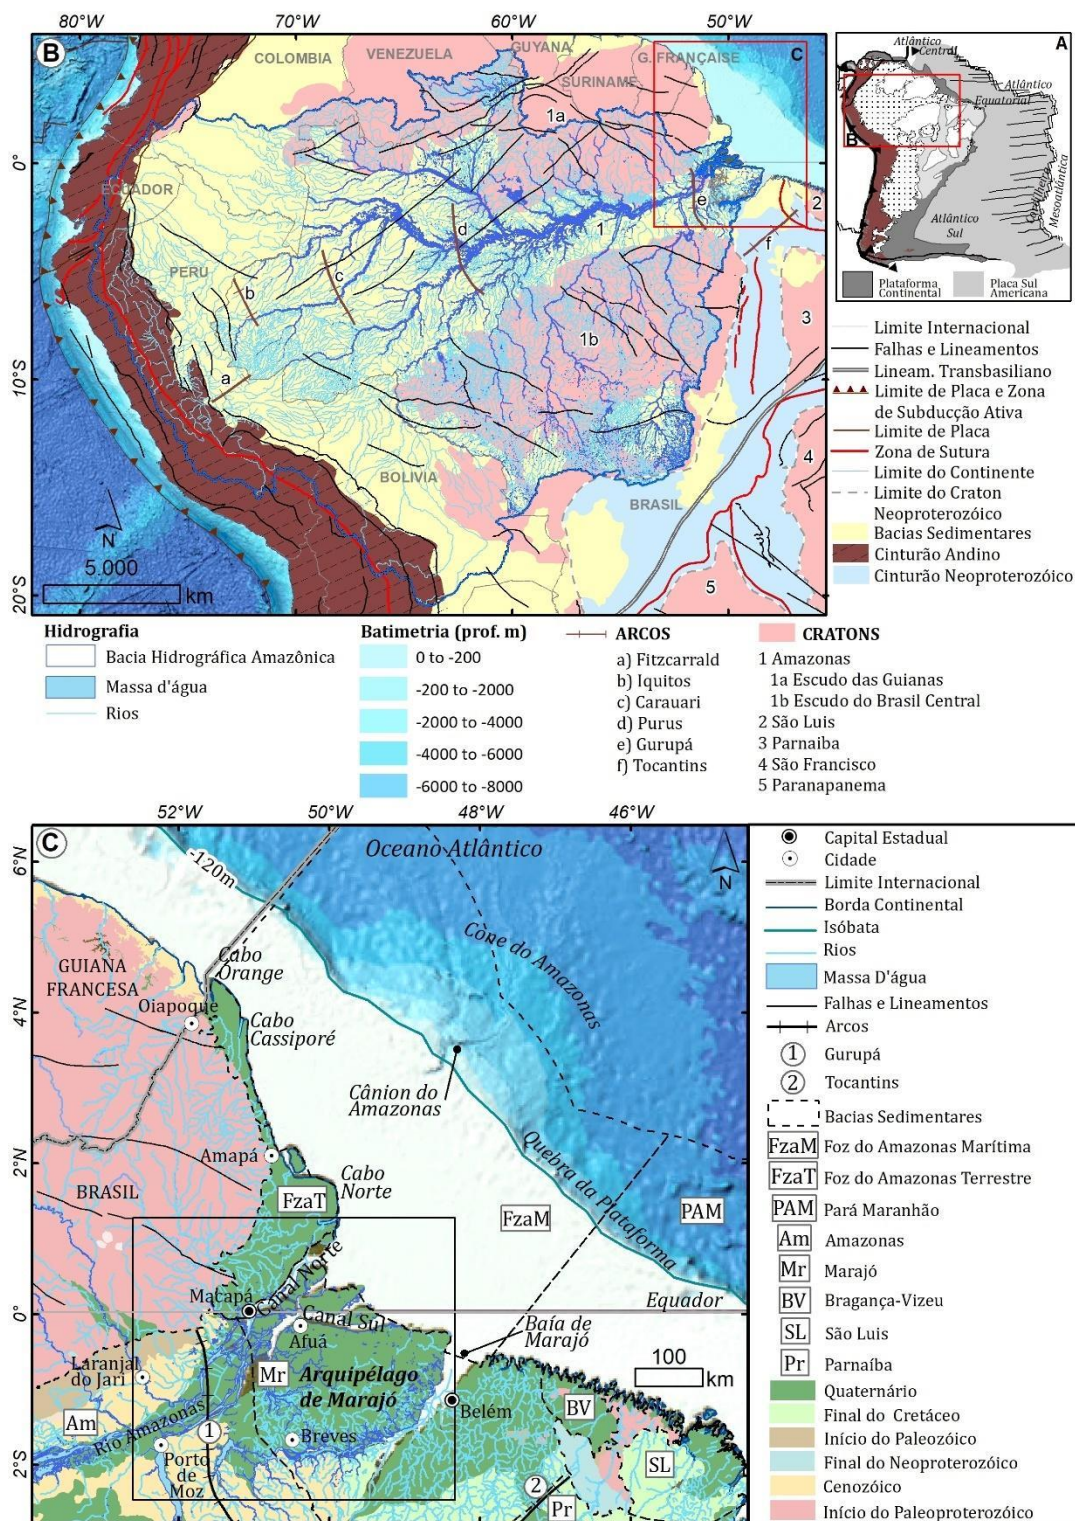 80°W
70°W
60°W
50°W
B
COLOMBIA
VENEZUELA
GUYANA
SURINAME
G. FRANÇAISE
C
1a
0°
ECUADOR
e
2
d
1
f
PERU
c
b
3
1b
10°S
a
4
BOLIVIA
BRASIL
N
5.000
km
5
20°S
A
Atlântico
Central
Atlântico
Equatorial
B
Mesoatlântica
Atlântico
Sul
Plataforma
Continental
Placa Sul
Americana
Limite Internacional
Falhas e Lineamentos
Lineam. Transbasiliano
Limite de Placa e Zona
de Subducção Ativa
Limite de Placa
Zona de Sutura
Limite do Continente
Limite do Craton
Neoproterozóico
Bacias Sedimentares
Cinturão Andino
Cinturão Neoproterozóico
Hidrografia
Bacia Hidrográfica Amazônica
Massa d'água
Rios
Batimetria (prof. m)
0 to -200
-200 to -2000
-2000 to -4000
-4000 to -6000
-6000 to -8000
ARCOS
a) Fitzcarrald
b) Iquitos
c) Carauari
d) Purus
e) Gurupá
f) Tocantins
CRATONS
1 Amazonas
1a Escudo das Guianas
1b Escudo do Brasil Central
2 São Luis
3 Parnaiba
4 São Francisco
5 Paranapanema
52°W
50°W
48°W
46°W
C
-120m
Oceano Atlântico
N
6°N
Cone do Amazonas
Cabo
Orange
GUIANA
FRANCESA
Oiapoque
4°N
Cabo
Cassiporé
Cânion do
Amazonas
Quebra da Plataforma
Amapá
2°N
Cabo
Norte
BRASIL
FzaT
FzaM
PAM
Canal Norte
Macapá
Equador
0°
Canal Sul
Afuá
Baía de
Marajó
100
km
Laranjal
do Jari
Mr
Arquipélago
de Marajó
Belém
BV
Am
Rio Amazonas
1
Breves
Porto
de
Moz
2°S
SL
2
Pr
Capital Estadual
Cidade
Limite Internacional
Borda Continental
Isóbata
Rios
Massa D'água
Falhas e Lineamentos
Arcos
1 Gurupá
2 Tocantins
Bacias Sedimentares
FzaM Foz do Amazonas Marítima
FzaT Foz do Amazonas Terrestre
PAM Pará Maranhão
Am Amazonas
Mr Marajó
BV Bragança-Vizeu
SL São Luis
Pr Parnaíba
Quaternário
Final do Cretáceo
Início do Paleozóico
Final do Neoproterozóico
Cenozóico
Início do Paleoproterozóico